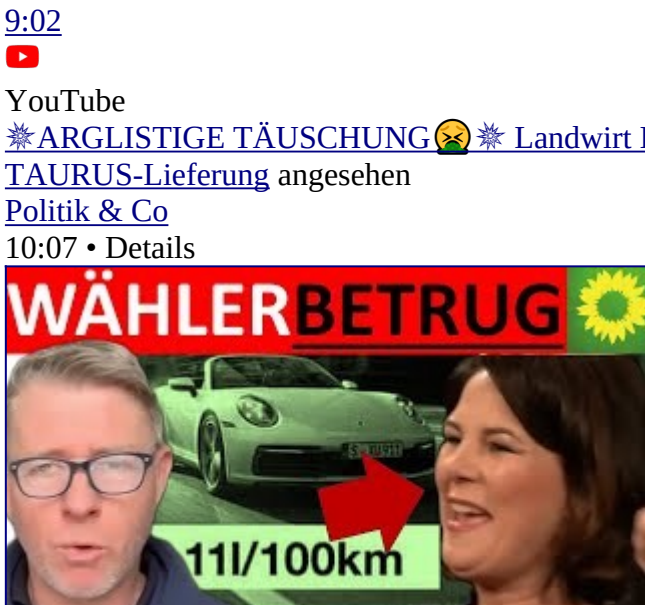 9:02
YouTube
✵ARGLISTIGE TÄUSCHUNG🤮✵ Landwirt
TAURUS-Lieferung angesehen
Politik & Co
10:07 • Details
WÄHLERBETRUG
11l/100km